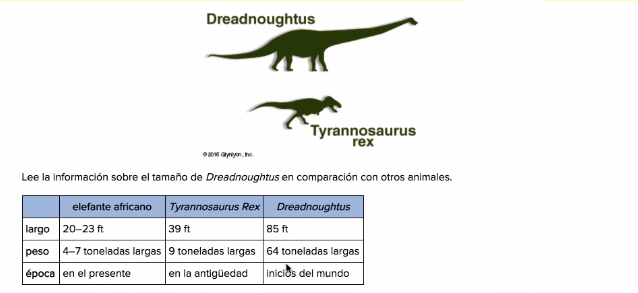 Dreadnoughtus
Tyrannosaurus
rex
© 2016 Glynlyon, Inc.
Lee la información sobre el tamaño de Dreadnoughtus en comparación con otros animales.
elefante africano Tyrannosaurus Rex Dreadnoughtus
largo 20–23 ft 39 ft 85 ft
peso 4–7 toneladas largas 9 toneladas largas 64 toneladas largas
época en el presente en la antigüedad inicios del mundo